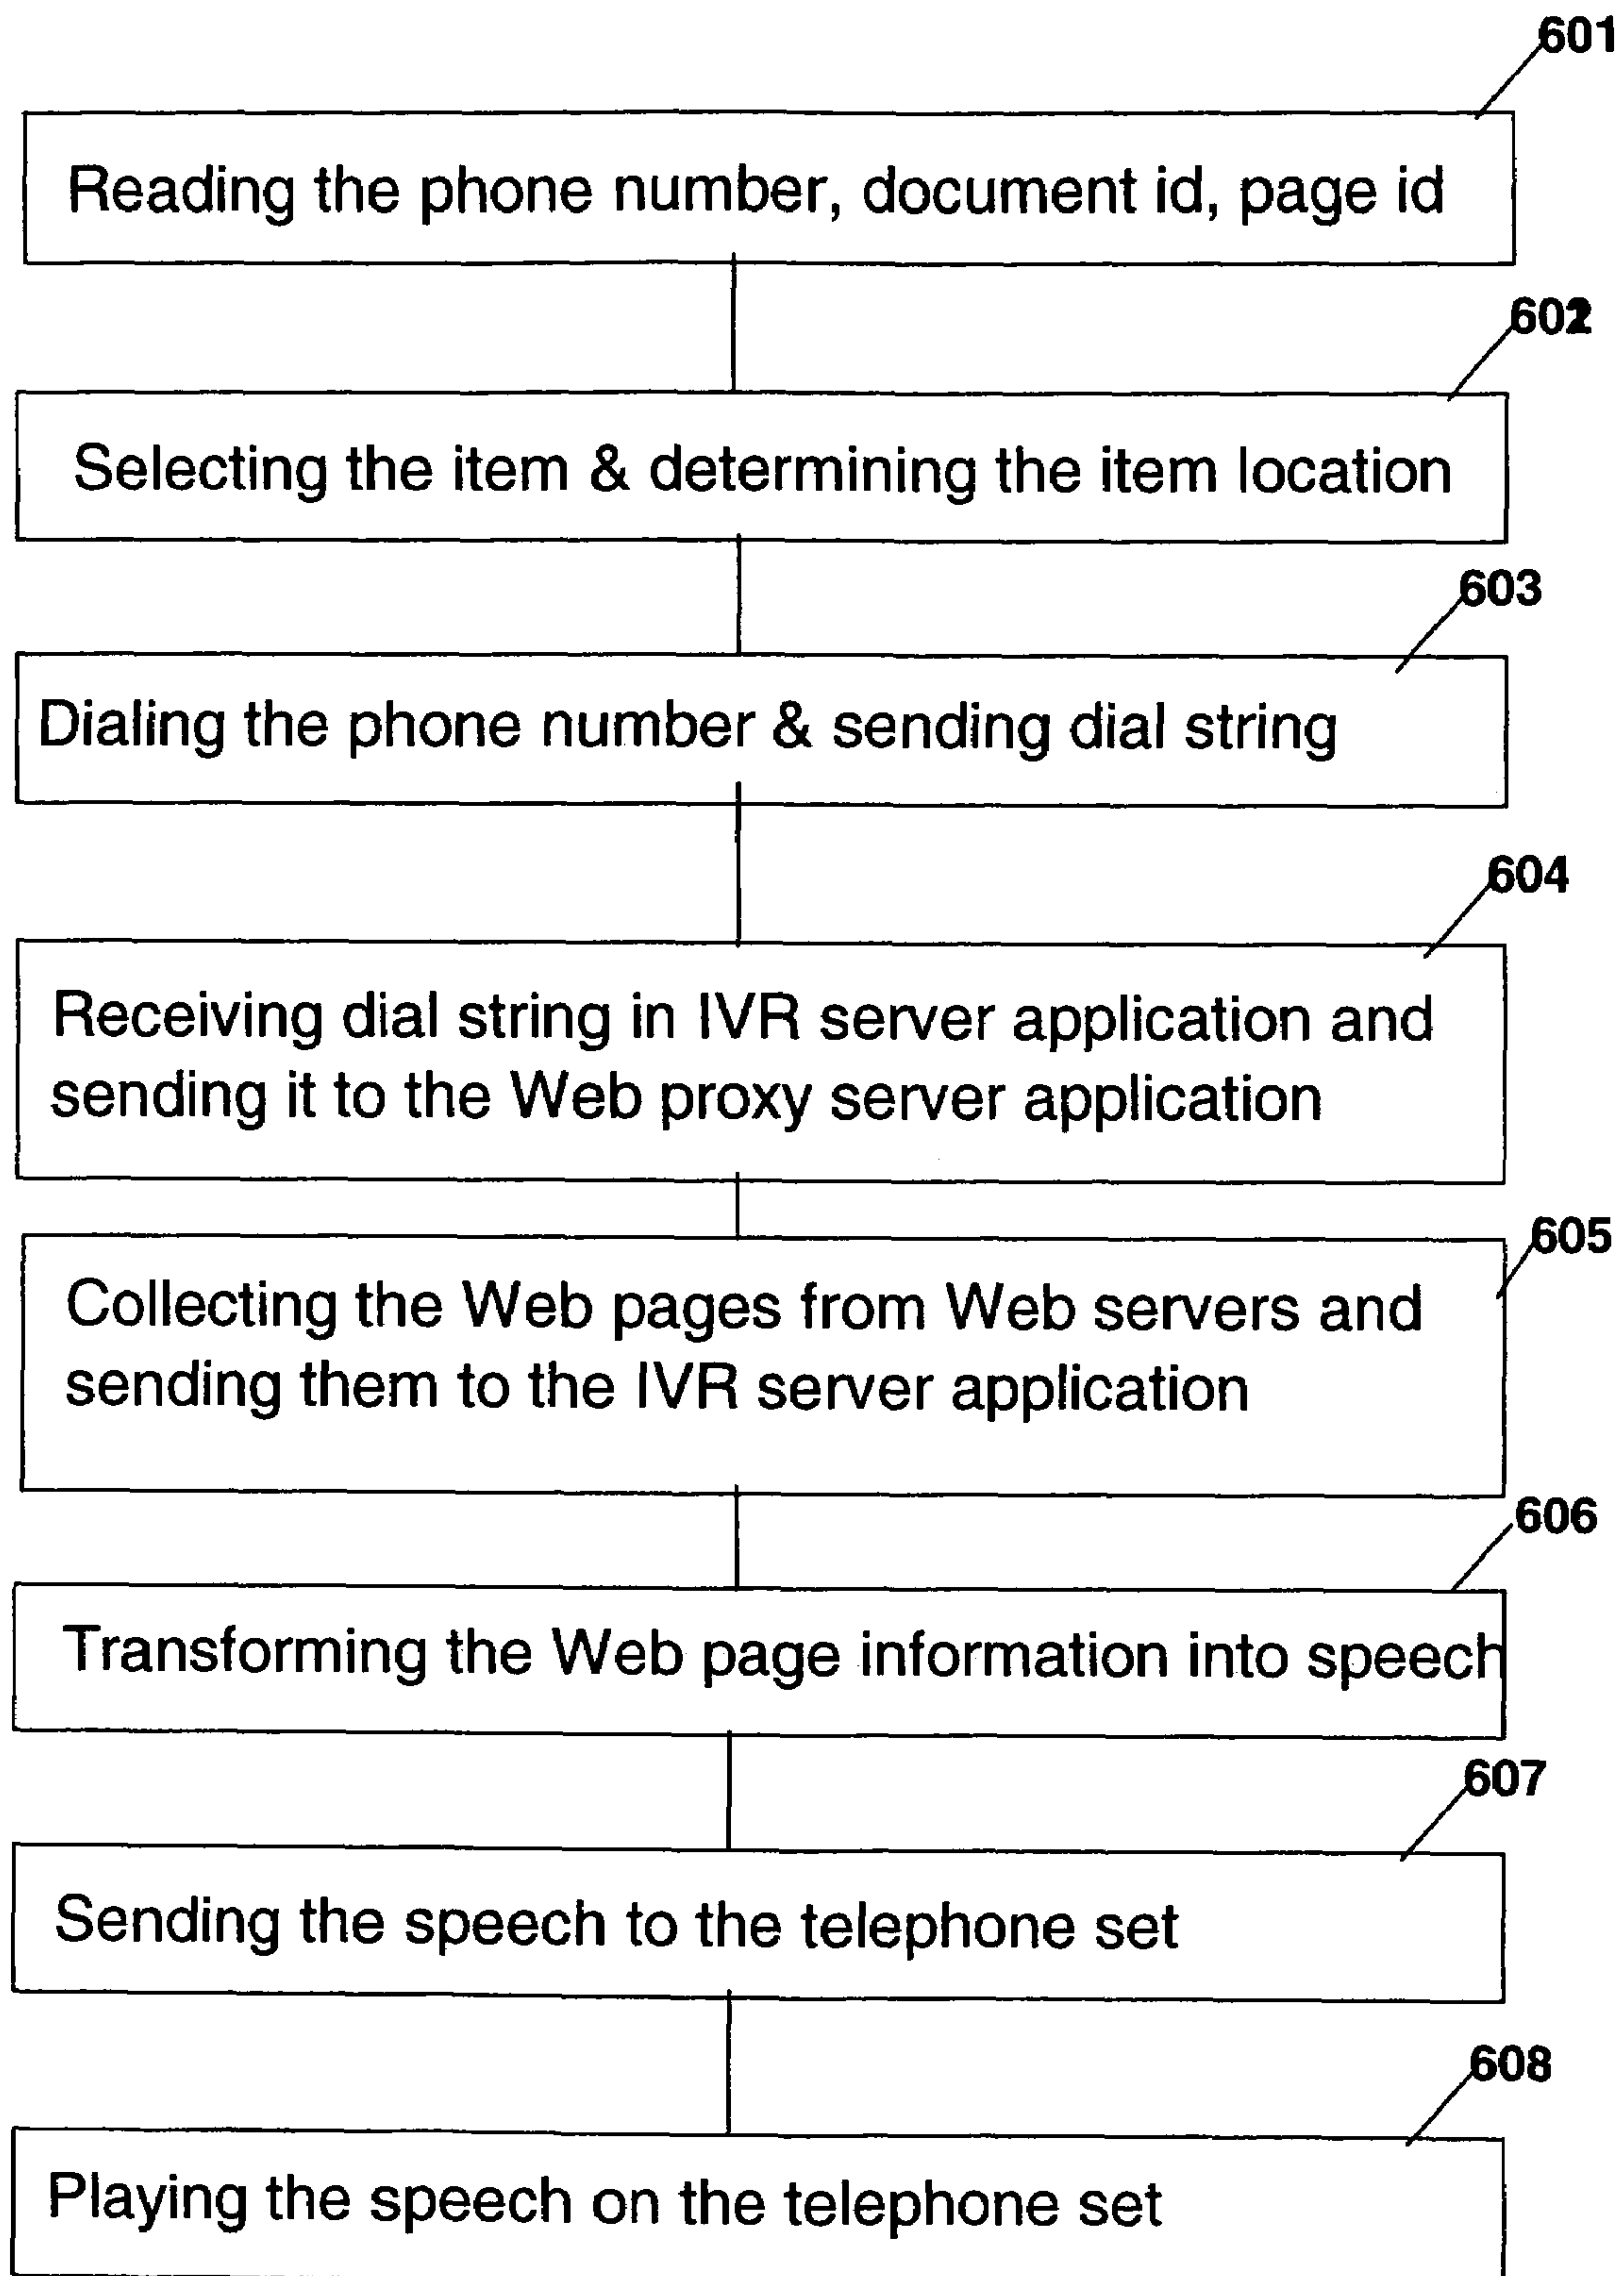 601
Reading the phone number, document id, page id
602
Selecting the item & determining the item location
603
Dialing the phone number & sending dial string
604
Receiving dial string in IVR server application and
sending it to the Web proxy server application
605
Collecting the Web pages from Web servers and
sending them to the IVR server application
606
Transforming the Web page information into speech
607
Sending the speech to the telephone set
608
Playing the speech on the telephone set